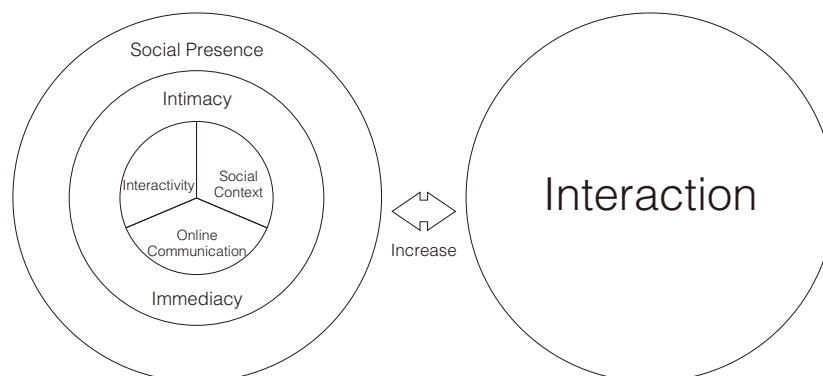 Social Presence
Intimacy
Interactivity
Social
Context
Online
Communication
Immediacy
Increase
Interaction